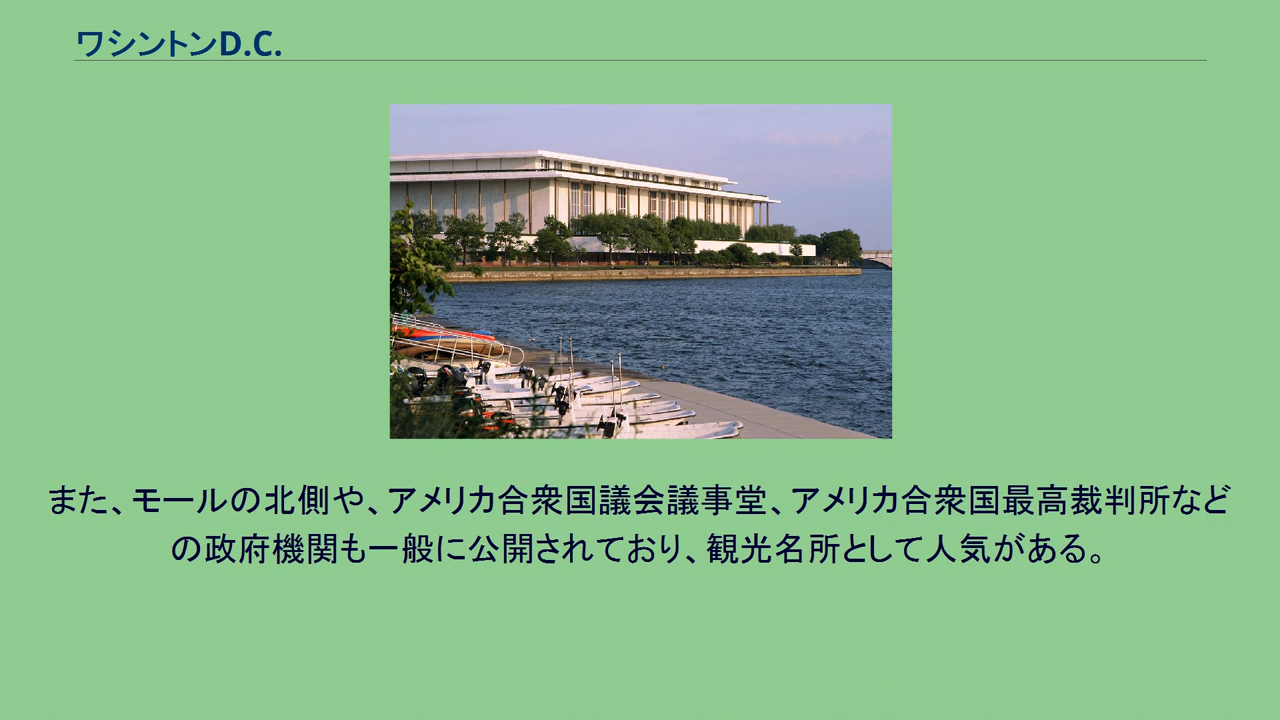 ワシントンD.C.
また、モールの北側や、アメリカ合衆国議会議事堂、アメリカ合衆国最高裁判所など
の政府機関も一般に公開されており、観光名所として人気がある。